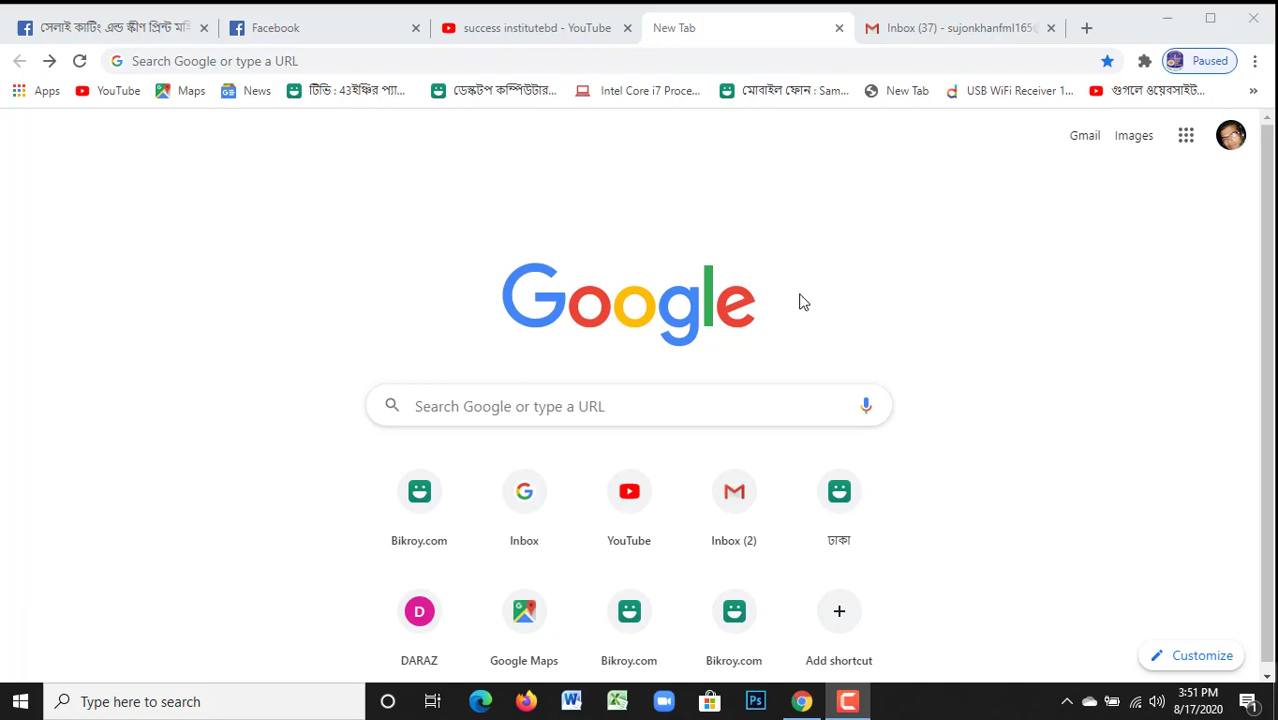 সেলাই কাটিং এন্ড স্ক্রীণ প্রিন্ট
Facebook
success institutebd - YouTube
New Tab
Inbox (37) - sujonkhanfml165@
Search Google or type a URL
Paused
Apps
YouTube
Maps
News
টিভি : 43ইঞ্চির প্যা...
ডেস্কটপ কম্পিউটার...
Intel Core i7 Proce...
মোবাইল ফোন : Sam...
New Tab
USB WiFi Receiver 1...
গুগলে ওয়েবসাইট...
»
Gmail
Images
Google
Search Google or type a URL
Bikroy.com
Inbox
YouTube
Inbox (2)
ঢাকা
D
DARAZ
Google Maps
Bikroy.com
Bikroy.com
Add shortcut
Customize
Type here to search
Ps
3:51 PM
8/17/2020
1